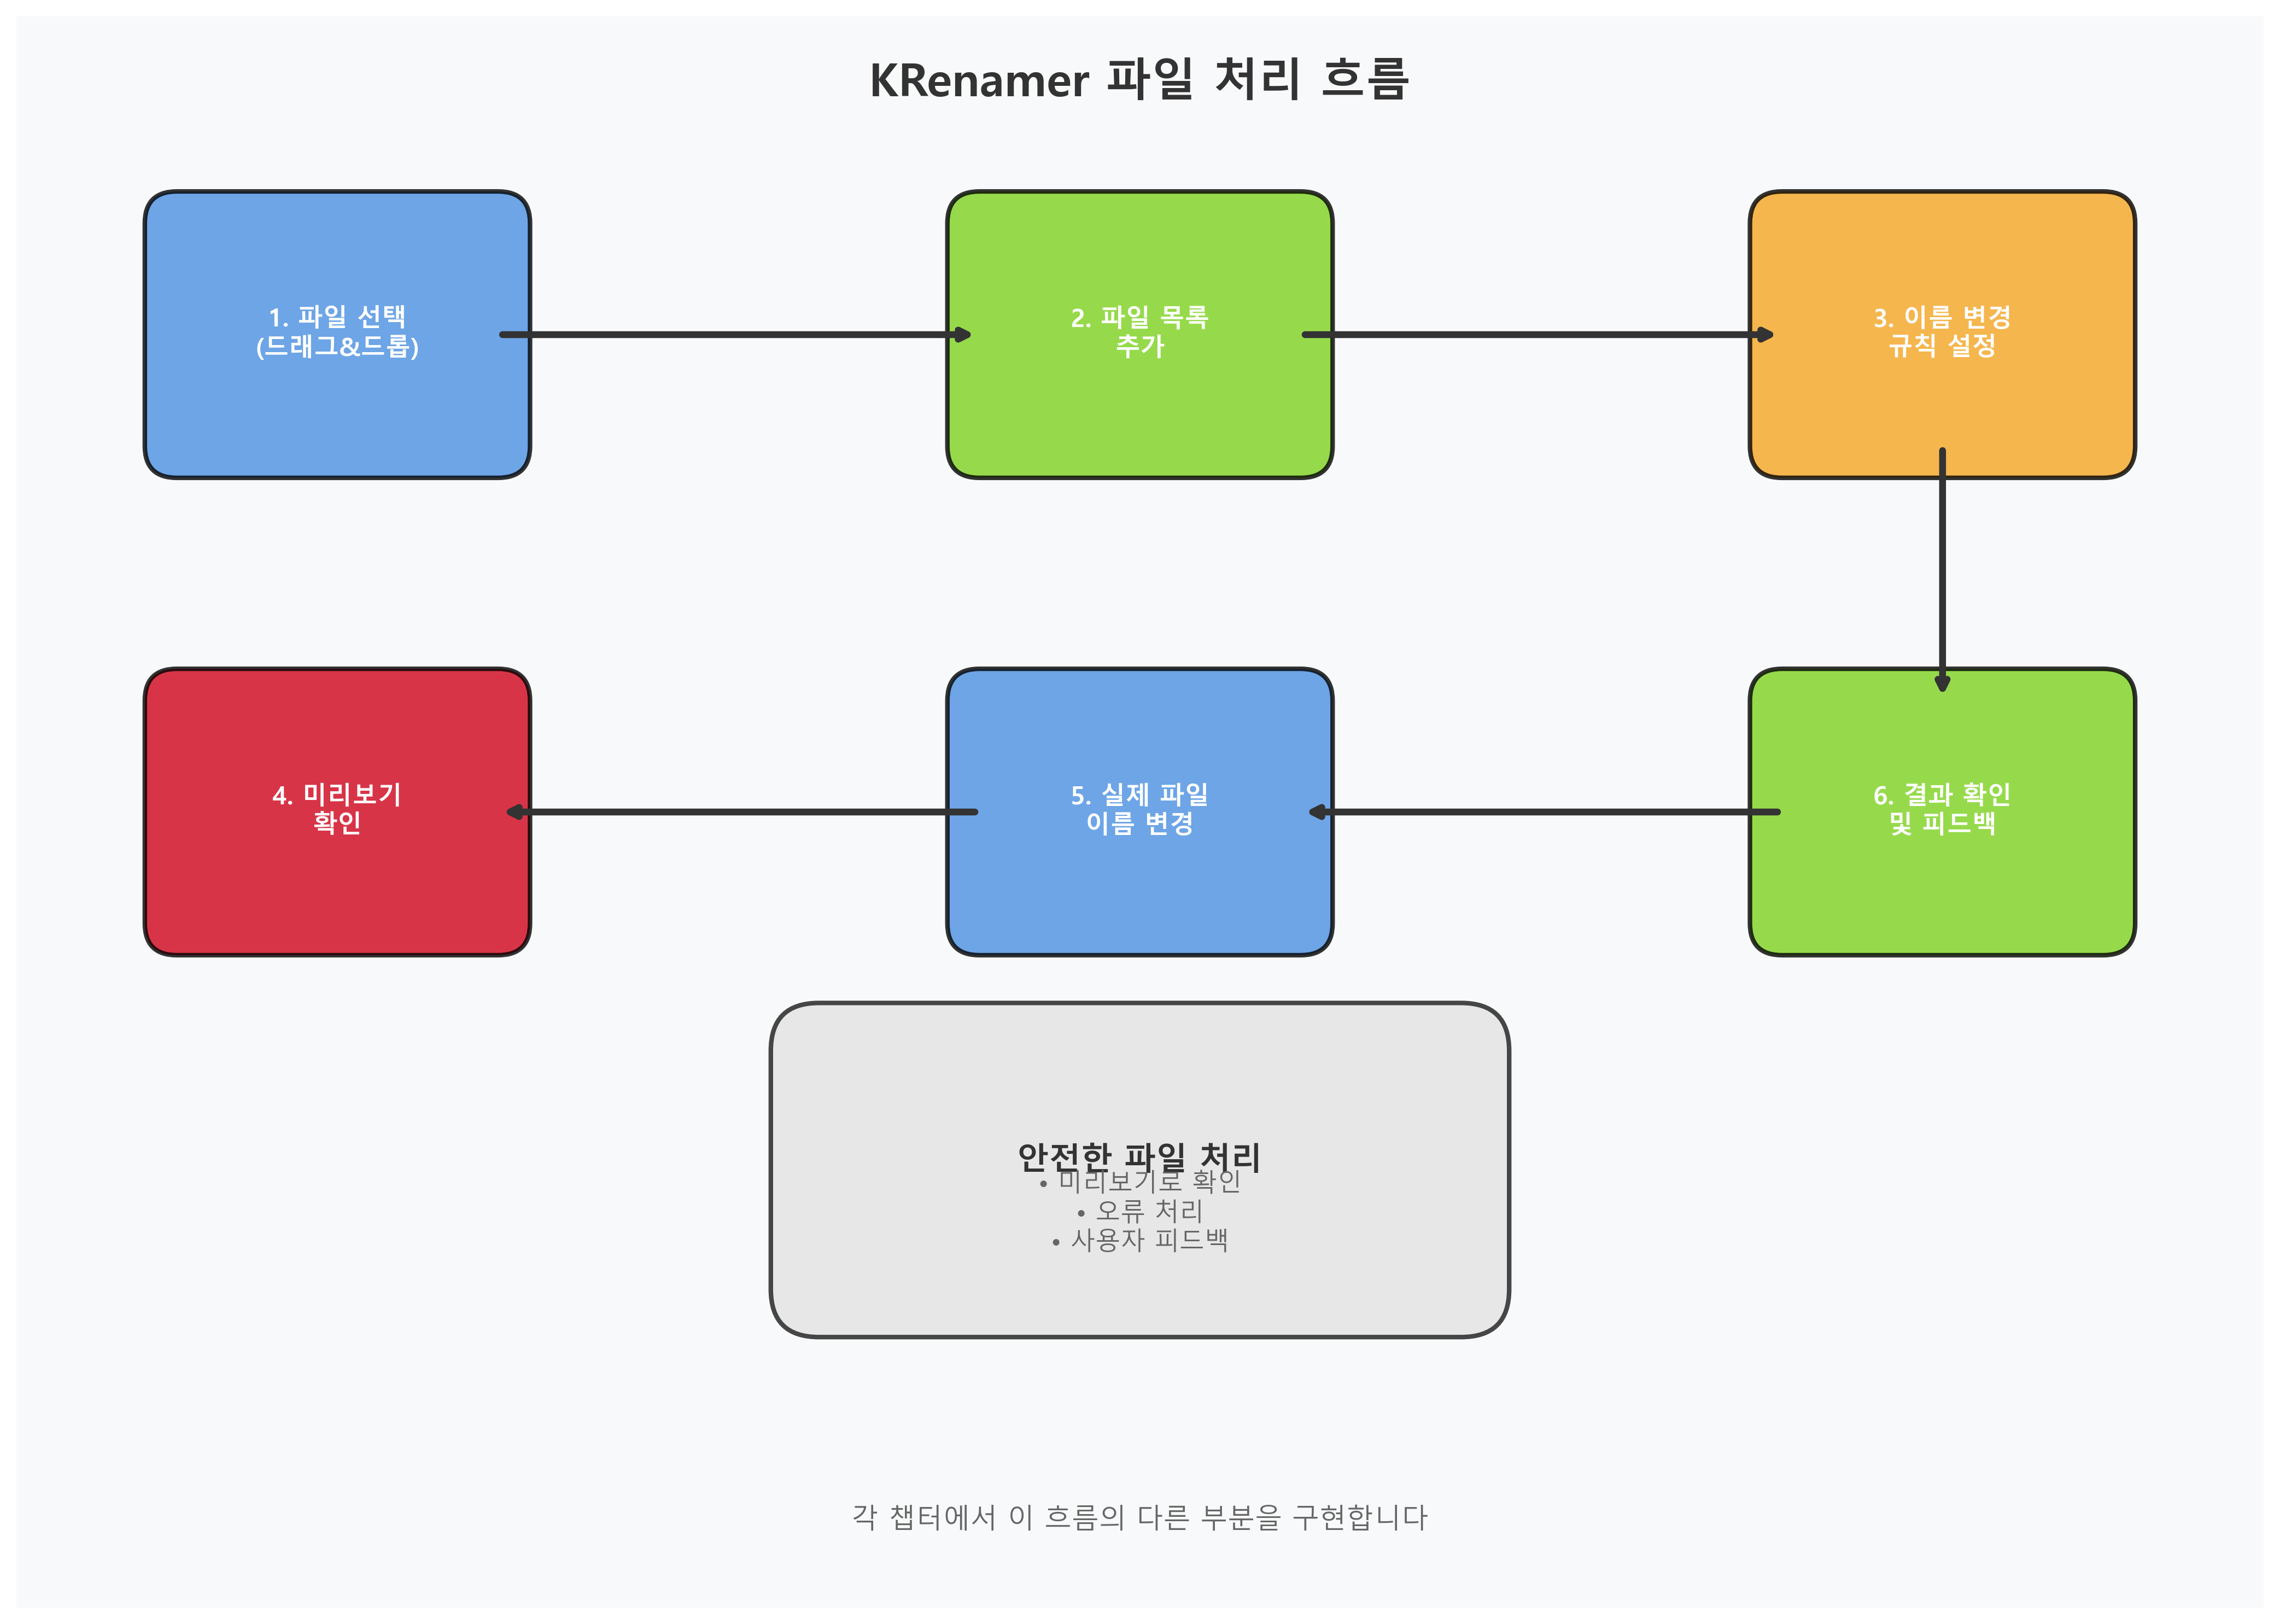 KRenamer 파일 처리 흐름
1. 파일 선택
(드래그&드롭)
2. 파일 목록
추가
3. 이름 변경
규칙 설정
4. 미리보기
확인
5. 실제 파일
이름 변경
6. 결과 확인
및 피드백
안전한 파일 처리
• 미리보기로 확인
• 오류 처리
• 사용자 피드백
각 챕터에서 이 흐름의 다른 부분을 구현합니다